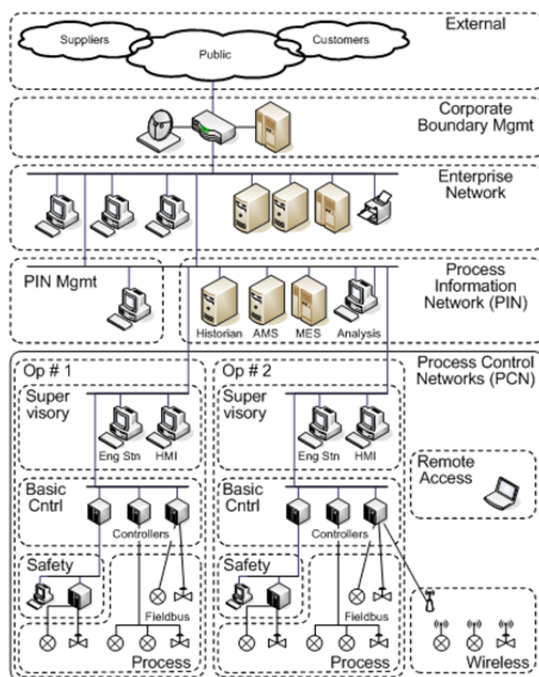 Suppliers
Public
Customers
External
Corporate
Boundary Mgmt
Enterprise
Network
PIN Mgmt
Process
Information
Network (PIN)
Historian
AMS
MES
Analysis
Process Control
Networks (PCN)
Op # 1
Super
visory
Eng Stn
HMI
Basic
Cntrl
Controllers
Safety
Fieldbus
Process
Op # 2
Super
visory
Eng Stn
HMI
Basic
Cntrl
Controllers
Safety
Fieldbus
Process
Remote
Access
Wireless